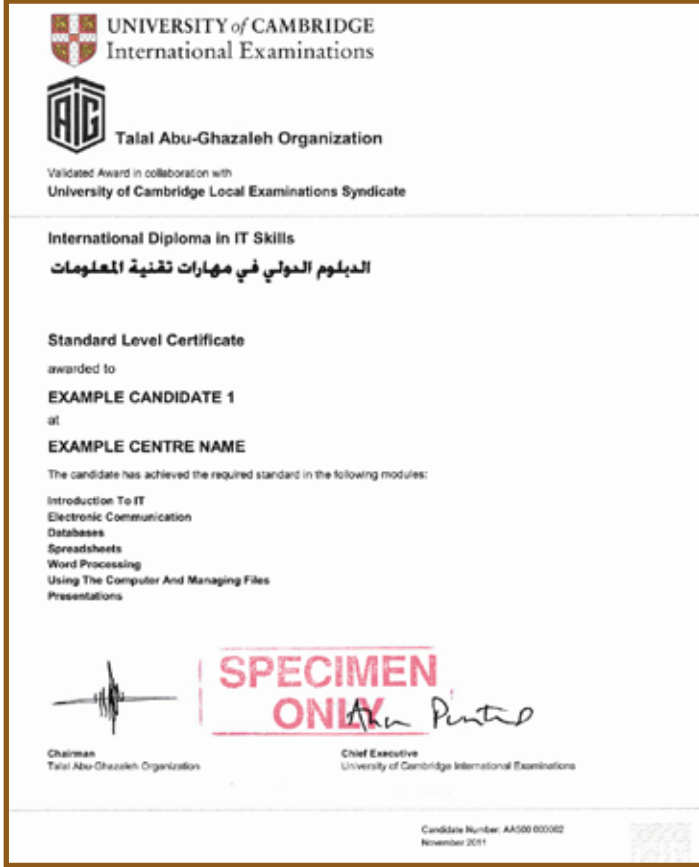 UNIVERSITY of CAMBRIDGE
International Examinations
Talal Abu-Ghazaleh Organization
Validated Award in collaboration with
University of Cambridge Local Examinations Syndicate
International Diploma in IT Skills
الدبلوم الدولي في مهارات تقنية المعلومات
Standard Level Certificate
awarded to
EXAMPLE CANDIDATE 1
at
EXAMPLE CENTRE NAME
The candidate has achieved the required standard in the following modules:
Introduction To IT
Electronic Communication
Databases
Spreadsheets
Word Processing
Using The Computer And Managing Files
Presentations
SPECIMEN
ONLY
Chairman
Talal Abu-Ghazaleh Organization
Chief Executive
University of Cambridge International Examinations
Candidate Number: AA500 000002
November 2011